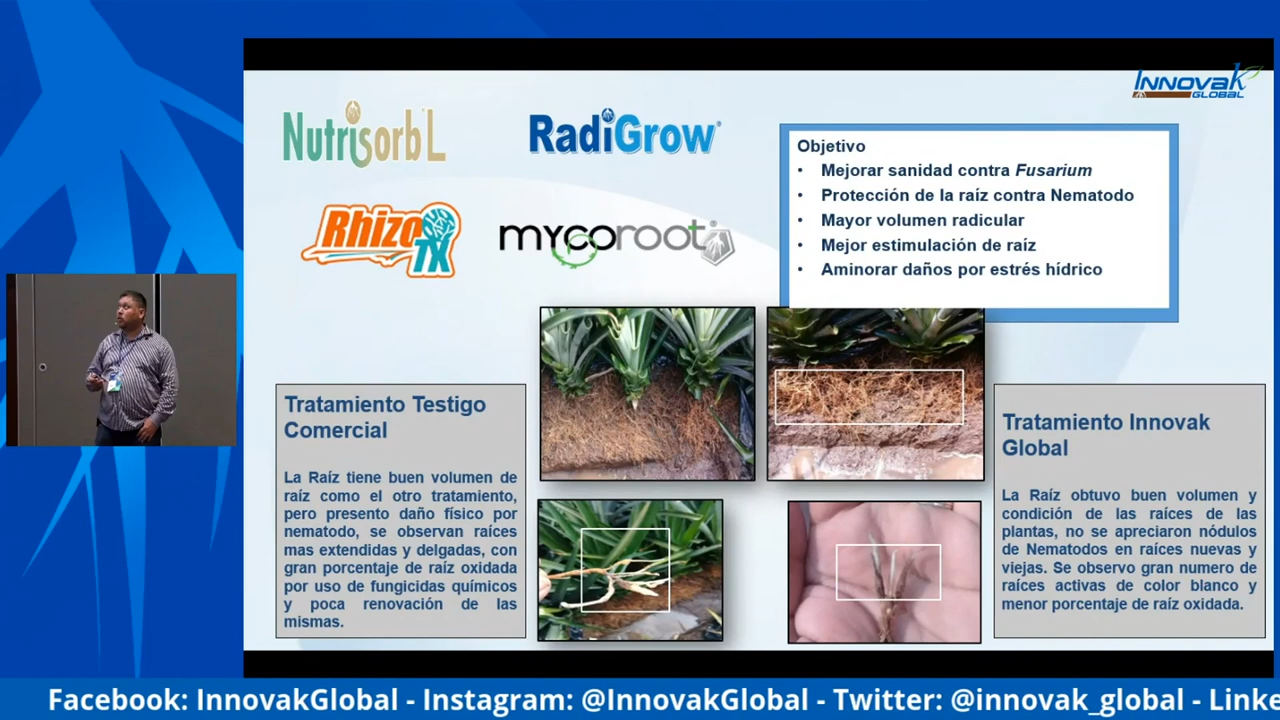 Innovak
GLOBAL
Nutrisorb L
RadiGrow
Rhizo
TX
mycoroot
Objetivo
• Mejorar sanidad contra Fusarium
• Protección de la raíz contra Nematodo
• Mayor volumen radicular
• Mejor estimulación de raíz
• Aminorar daños por estrés hídrico
Tratamiento Testigo
Comercial
La Raíz tiene buen volumen de
raíz como el otro tratamiento,
pero presento daño físico por
nematodo, se observan raíces
mas extendidas y delgadas, con
gran porcentaje de raíz oxidada
por uso de fungicidas químicos
y poca renovación de las
mismas.
Tratamiento Innovak
Global
La Raíz obtuvo buen volumen y
condición de las raíces de las
plantas, no se apreciaron nódulos
de Nematodos en raíces nuevas y
viejas. Se observo gran numero de
raíces activas de color blanco y
menor porcentaje de raíz oxidada.
Facebook: InnovakGlobal - Instagram: @InnovakGlobal - Twitter: @innovak_global - Linke